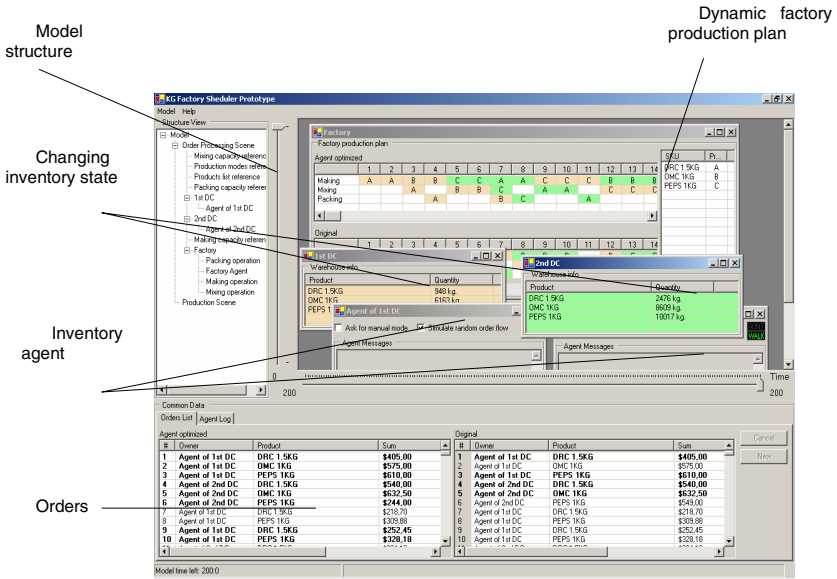 Model
structure
Dynamic factory
production plan
Changing
inventory state
Inventory
agent
Orders
KG Factory Sheduler Prototype
Model Help
Structure View
Model
Order Processing Scene
Mixing capacity referenc
Production modes refere
Products list reference
Packing capacity referer
1st DC
Agent of 1st DC
2nd DC
Agent of 2nd DC
Making capacity referen
Factory
Packing operation
Factory Agent
Making operation
Mixing operation
Production Scene
0
200
Factory
Factory production plan
Agent optimized
1 2 3 4 5 6 7 8 9 10 11 12 13 14
Making A A B B C C A A C C C B B B
Mixing A B B C A A C C C
Packing A B C A
SKU Pr...
DRC 1.5KG A
OMC 1KG B
PEPS 1KG C
Original
1 2 3 4 5 6 7 8 9 10 11 12 13 14
1st DC
Warehouse info
Product Quantity
DRC 1.5KG 948 kg.
OMC 1KG 6163 kg.
PEPS 1
2nd DC
Warehouse info
Product Quantity
DRC 1.5KG 2476 kg.
OMC 1KG 8609 kg.
PEPS 1KG 10017 kg.
Agent of 1st DC
Ask for manual mode Simulate random order flow
Agent Messages
Agent Messages
WALK
Time
200
Common Data
Orders List Agent Log
Agent optimized
# Owner Product Sum
1 Agent of 1st DC DRC 1.5KG $405,00
2 Agent of 1st DC OMC 1KG $575,00
3 Agent of 1st DC PEPS 1KG $610,00
4 Agent of 2nd DC DRC 1.5KG $540,00
5 Agent of 2nd DC OMC 1KG $632,50
6 Agent of 2nd DC PEPS 1KG $244,00
7 Agent of 1st DC DRC 1.5KG $218,70
8 Agent of 1st DC PEPS 1KG $309,88
9 Agent of 1st DC DRC 1.5KG $252,45
10 Agent of 1st DC PEPS 1KG $328,18
Original
# Owner Product Sum
1 Agent of 1st DC DRC 1.5KG $405,00
2 Agent of 1st DC OMC 1KG $575,00
3 Agent of 1st DC PEPS 1KG $610,00
4 Agent of 2nd DC DRC 1.5KG $540,00
5 Agent of 2nd DC OMC 1KG $632,50
6 Agent of 2nd DC PEPS 1KG $549,00
7 Agent of 1st DC DRC 1.5KG $218,70
8 Agent of 1st DC PEPS 1KG $309,88
9 Agent of 1st DC DRC 1.5KG $252,45
10 Agent of 1st DC PEPS 1KG $328,18
Cancel
New
Model time left: 200.0